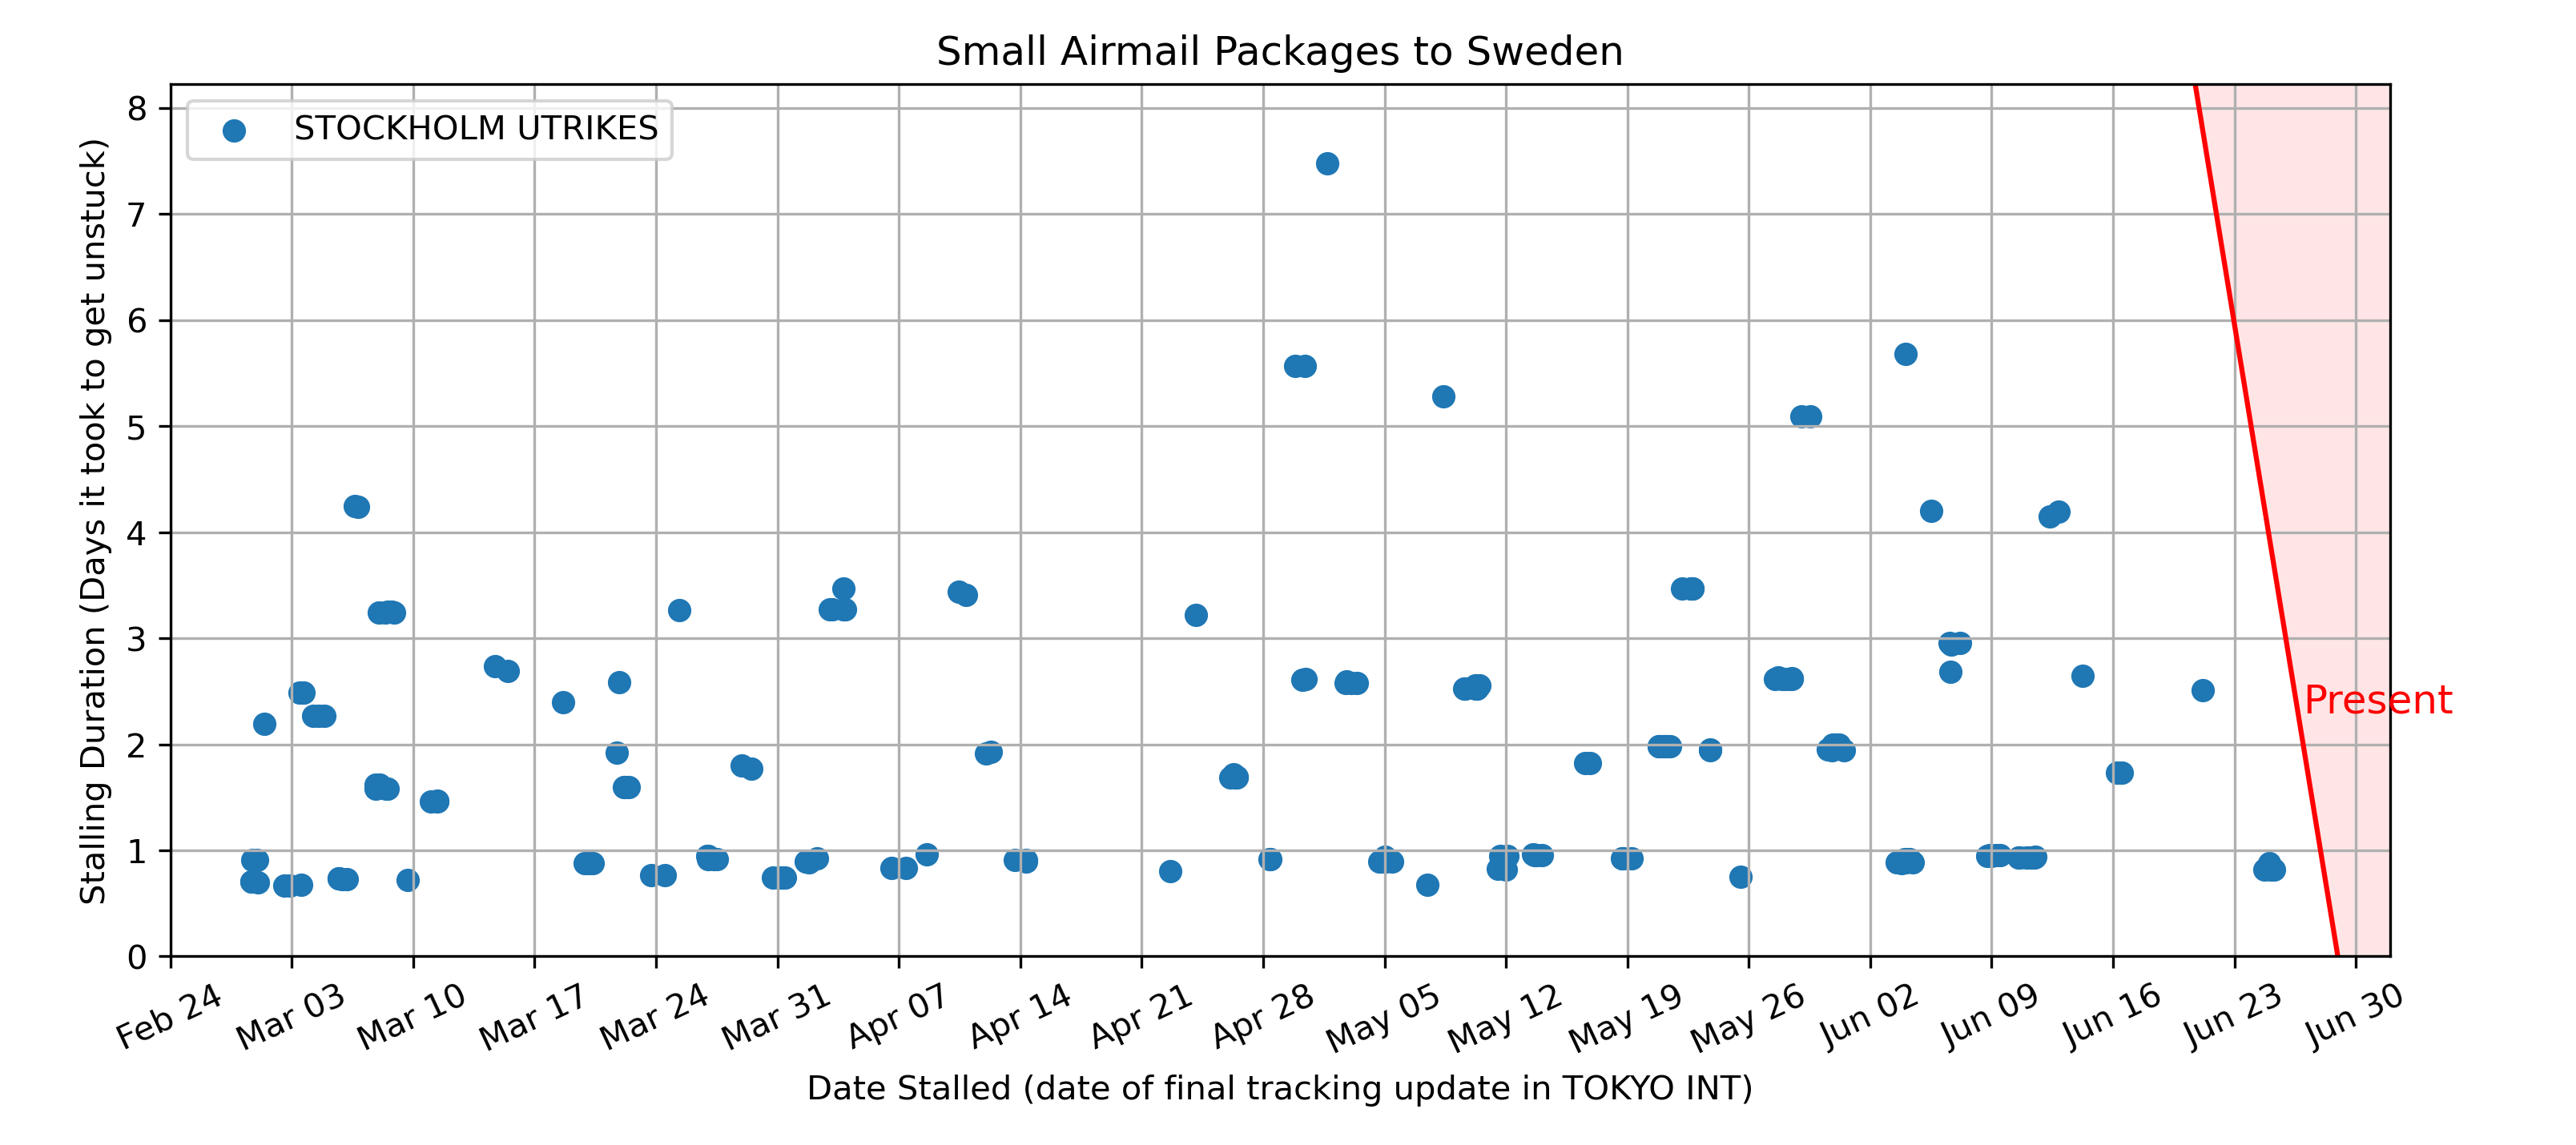 Small Airmail Packages to Sweden
STOCKHOLM UTRIKES
Stalling Duration (Days it took to get unstuck)
8
7
6
5
4
3
2
1
0
Present
Feb 24
Mar 03
Mar 10
Mar 17
Mar 24
Mar 31
Apr 07
Apr 14
Apr 21
Apr 28
May 05
May 12
May 19
May 26
Jun 02
Jun 09
Jun 16
Jun 23
Jun 30
Date Stalled (date of final tracking update in TOKYO INT)